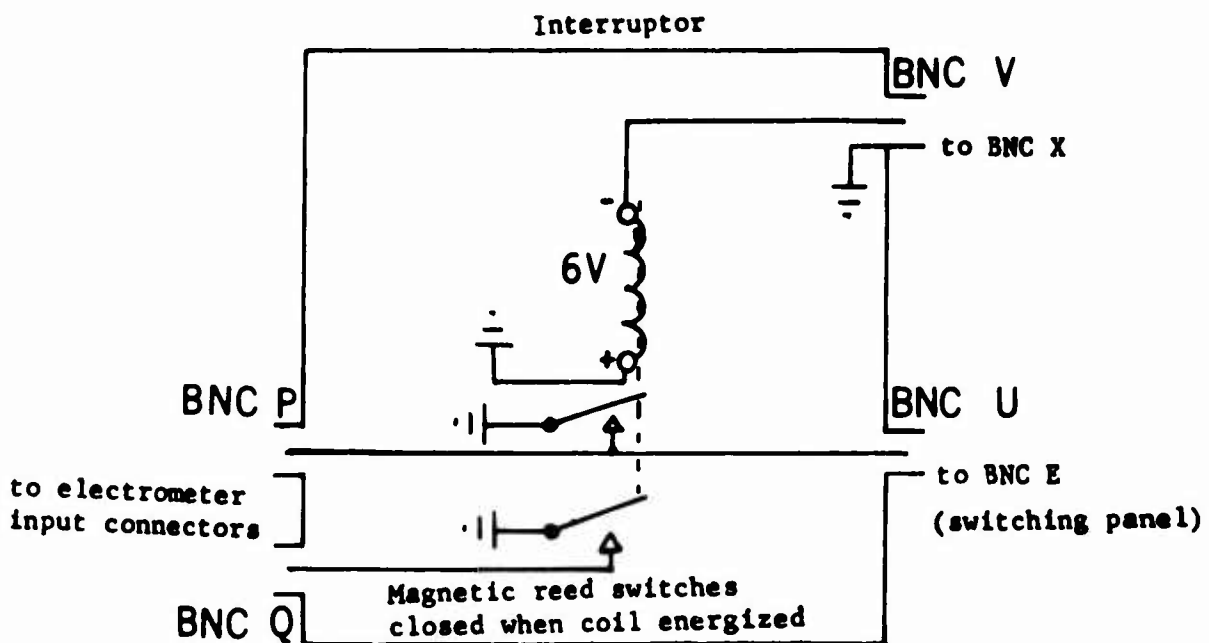 Interruptor
BNC V
to BNC X
-
6V
+
BNC P
BNC U
to electrometer
input connectors
to BNC E
(switching panel)
Magnetic reed switches
closed when coil energized
BNC Q